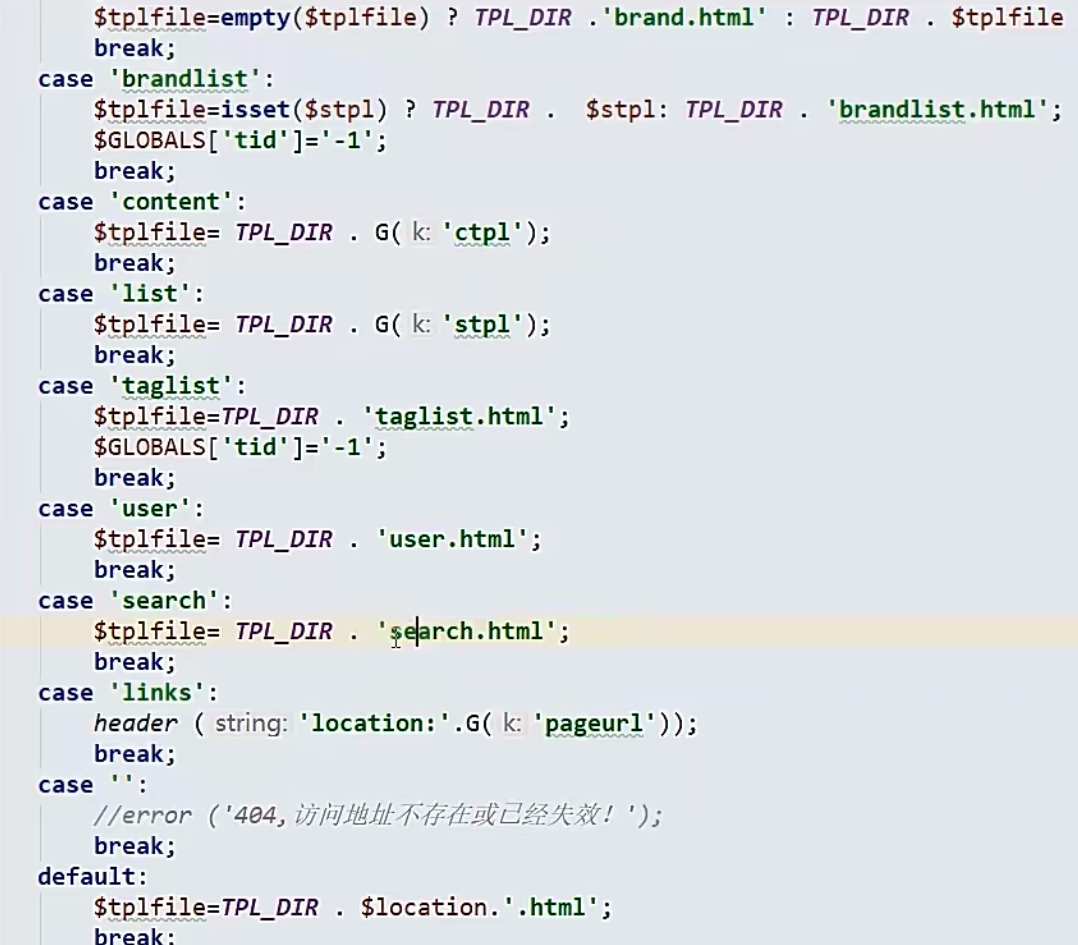 $tplfile=empty($tplfile) ? TPL_DIR .'brand.html' : TPL_DIR . $tplfile
break;
case 'brandlist':
$tplfile=isset($stpl) ? TPL_DIR .  $stpl: TPL_DIR . 'brandlist.html';
$GLOBALS['tid']='-1';
break;
case 'content':
$tplfile= TPL_DIR . G( k: 'ctpl');
break;
case 'list':
$tplfile= TPL_DIR . G( k: 'stpl');
break;
case 'taglist':
$tplfile=TPL_DIR . 'taglist.html';
$GLOBALS['tid']='-1';
break;
case 'user':
$tplfile= TPL_DIR . 'user.html';
break;
case 'search':
$tplfile= TPL_DIR . 'search.html';
break;
case 'links':
header ( string: 'location:'.G( k: 'pageurl'));
break;
case '':
//error ('404,访问地址不存在或已经失效！');
break;
default:
$tplfile=TPL_DIR . $location.'.html';
break;